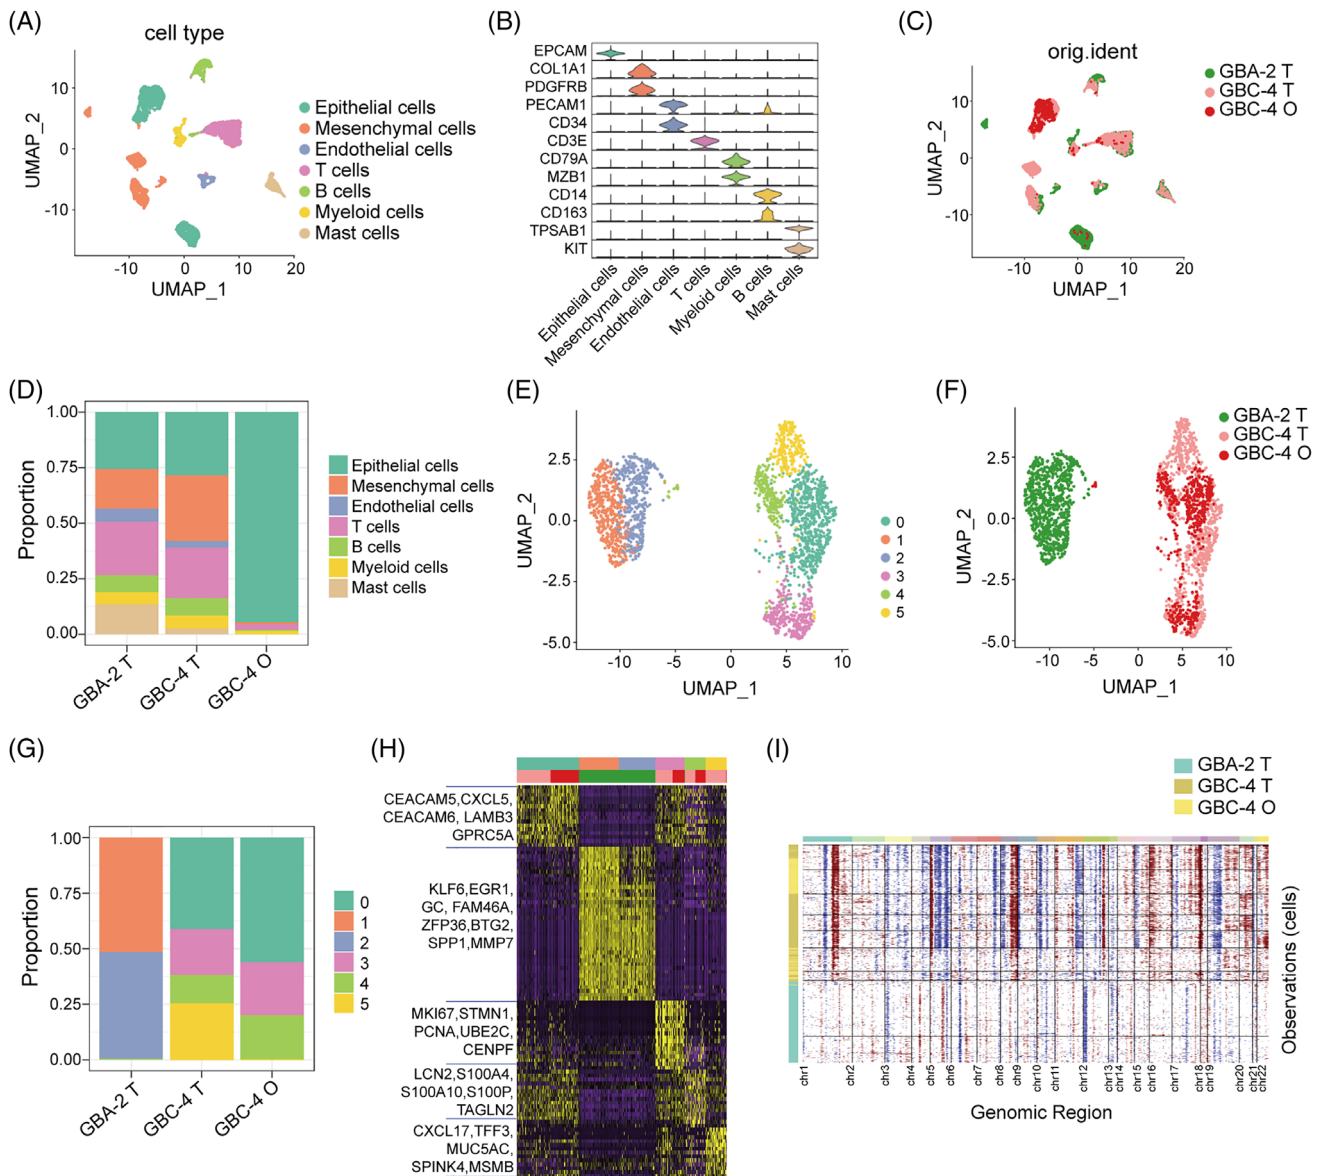 (A)
cell type
UMAP_2
10
0
-10
-10
0
10
20
UMAP_1
Epithelial cells
Mesenchymal cells
Endothelial cells
T cells
B cells
Myeloid cells
Mast cells
(B)
EPCAM
COL1A1
PDGFRB
PECAM1
CD34
CD3E
CD79A
MZB1
CD14
CD163
TPSAB1
KIT
Epithelial cells
Mesenchymal cells
Endothelial cells
T cells
Myeloid cells
B cells
Mast cells
(C)
orig.ident
UMAP_2
10
0
-10
-10
0
10
20
UMAP_1
GBA-2 T
GBC-4 T
GBC-4 O
(D)
Proportion
1.00
0.75
0.50
0.25
0.00
GBA-2 T
GBC-4 T
GBC-4 O
Epithelial cells
Mesenchymal cells
Endothelial cells
T cells
B cells
Myeloid cells
Mast cells
(E)
UMAP_2
2.5
0.0
-2.5
-5.0
-10
-5
0
5
10
UMAP_1
0
1
2
3
4
5
(F)
UMAP_2
2.5
0.0
-2.5
-5.0
-10
-5
0
5
10
UMAP_1
GBA-2 T
GBC-4 T
GBC-4 O
(G)
Proportion
1.00
0.75
0.50
0.25
0.00
GBA-2 T
GBC-4 T
GBC-4 O
0
1
2
3
4
5
(H)
CEACAM5,CXCL5,
CEACAM6, LAMB3
GPRC5A
KLF6,EGR1,
GC, FAM46A,
ZFP36,BTG2,
SPP1,MMP7
MKI67,STMN1,
PCNA,UBE2C,
CENPF
LCN2,S100A4,
S100A10,S100P,
TAGLN2
CXCL17,TFF3,
MUC5AC,
SPINK4,MSMB
(I)
GBA-2 T
GBC-4 T
GBC-4 O
Observations (cells)
chr1
chr2
chr3
chr4
chr5
chr6
chr7
chr8
chr9
chr10
chr11
chr12
chr13
chr14
chr15
chr16
chr17
chr18
chr19
chr20
chr21
chr22
Genomic Region